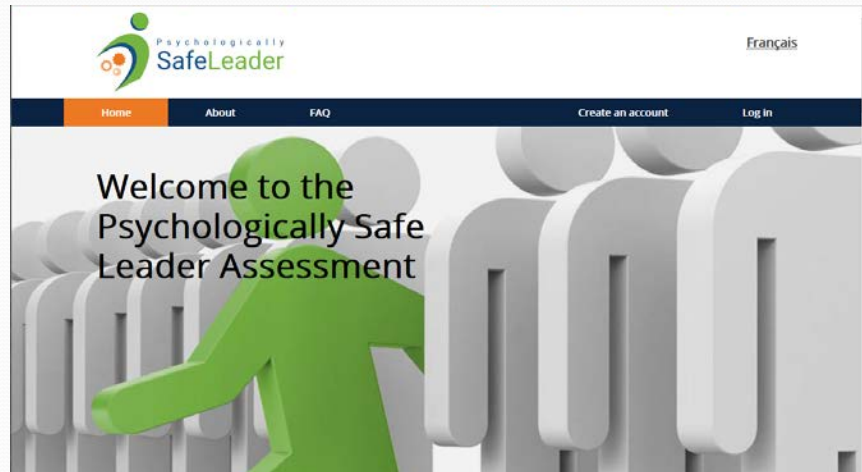 Psychologically
SafeLeader
Français
Home About FAQ Create an account Log in
Welcome to the
Psychologically Safe
Leader Assessment